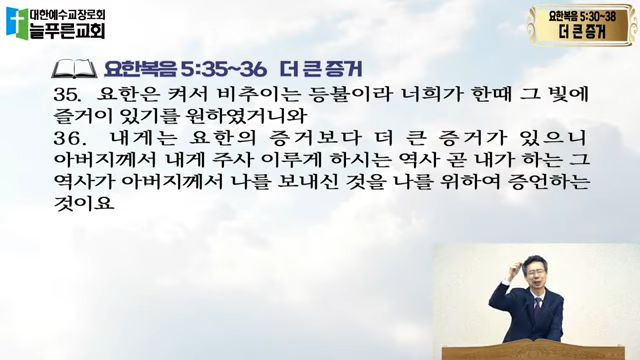 대한예수교장로회
늘푸른교회
요한복음 5:30~38
더 큰 증거
요한복음 5:35~36 더 큰 증거
35. 요한은 켜서 비추이는 등불이라 너희가 한때 그 빛에
즐거이 있기를 원하였거니와
36. 내게는 요한의 증거보다 더 큰 증거가 있으니
아버지께서 내게 주사 이루게 하시는 역사 곧 내가 하는 그
역사가 아버지께서 나를 보내신 것을 나를 위하여 증언하는
것이요